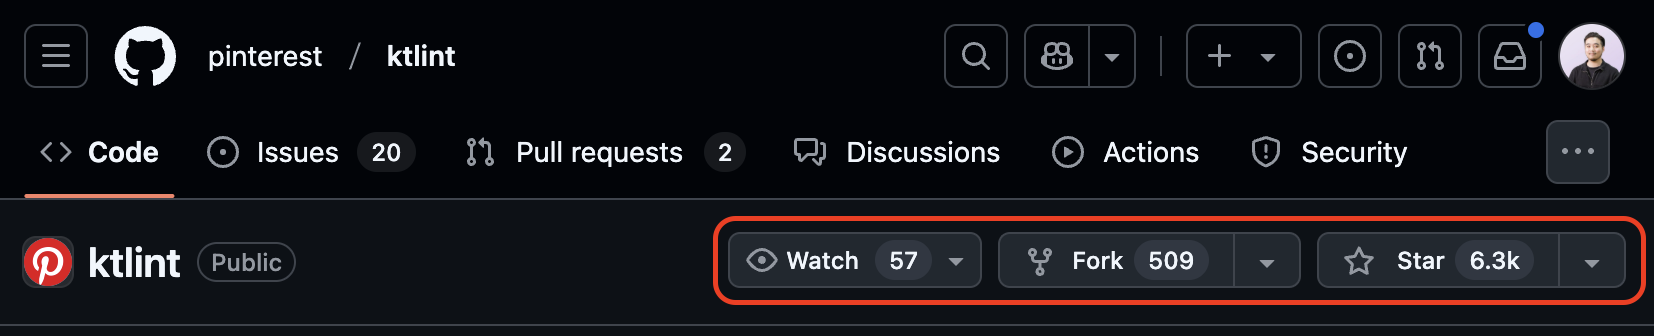 pinterest / ktlint
Code Issues 20 Pull requests 2 Discussions Actions Security
ktlint Public Watch 57 Fork 509 Star 6.3k